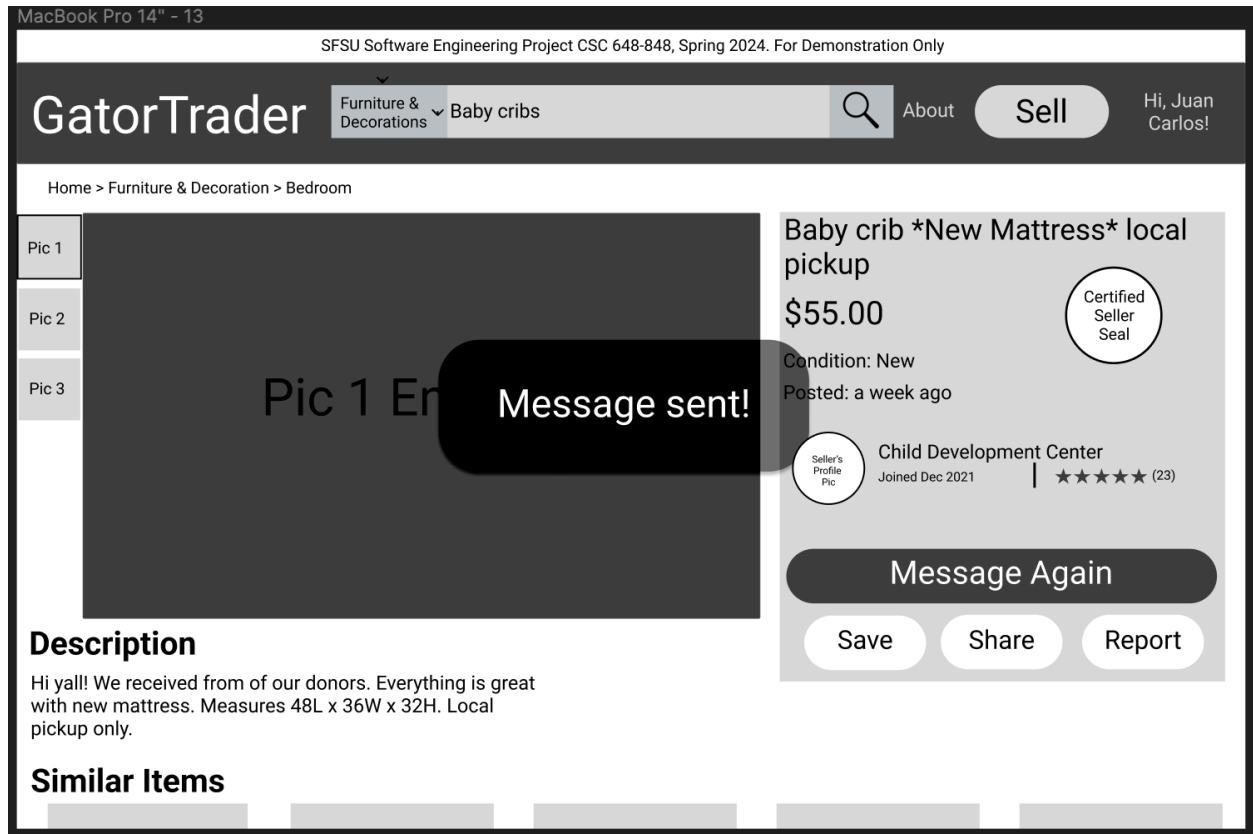 MacBook Pro 14" - 13
SFSU Software Engineering Project CSC 648-848, Spring 2024. For Demonstration Only
GatorTrader
Furniture &
Decorations
Baby cribs
About
Sell
Hi, Juan
Carlos!
Home > Furniture & Decoration > Bedroom
Pic 1
Pic 2
Pic 3
Pic 1
Message sent!
Baby crib *New Mattress* local
pickup
$55.00
Certified
Seller
Seal
Condition: New
Posted: a week ago
Seller's
Profile
Pic
Child Development Center
Joined Dec 2021
★★★★★ (23)
Message Again
Save
Share
Report
Description
Hi yall! We received from of our donors. Everything is great
with new mattress. Measures 48L x 36W x 32H. Local
pickup only.
Similar Items